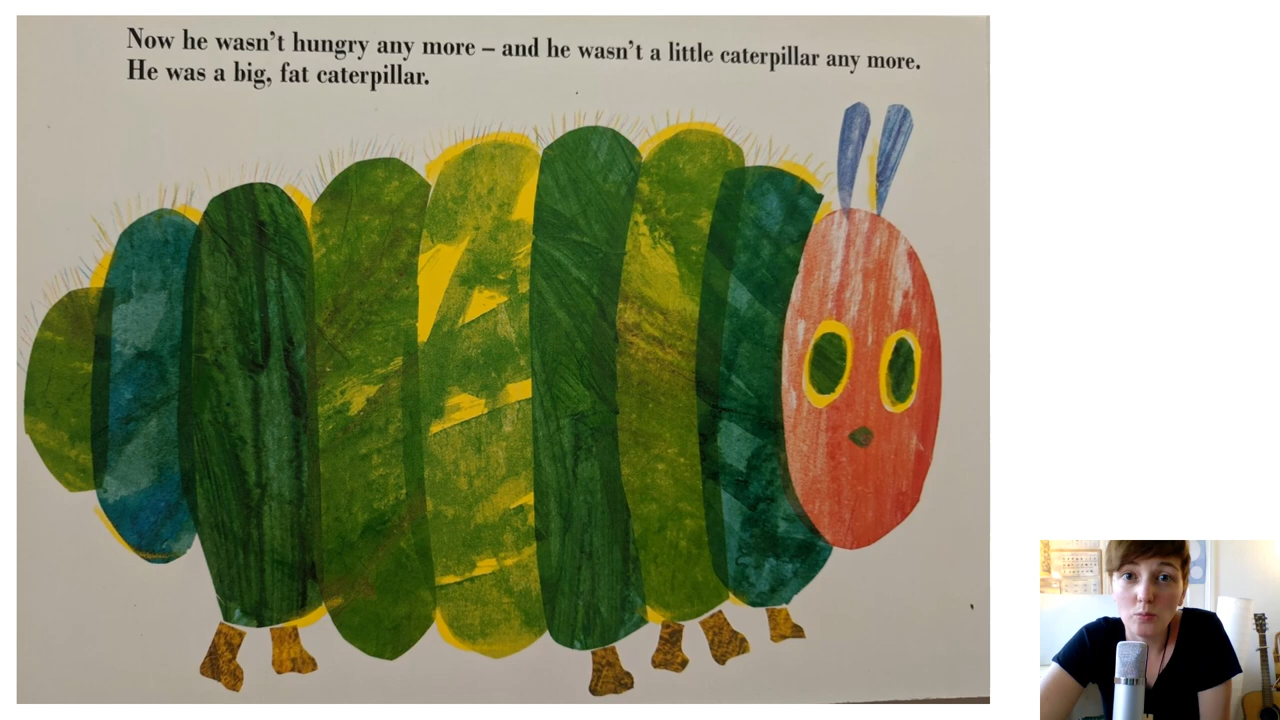 Now he wasn't hungry any more – and he wasn't a little caterpillar any more.
He was a big, fat caterpillar.